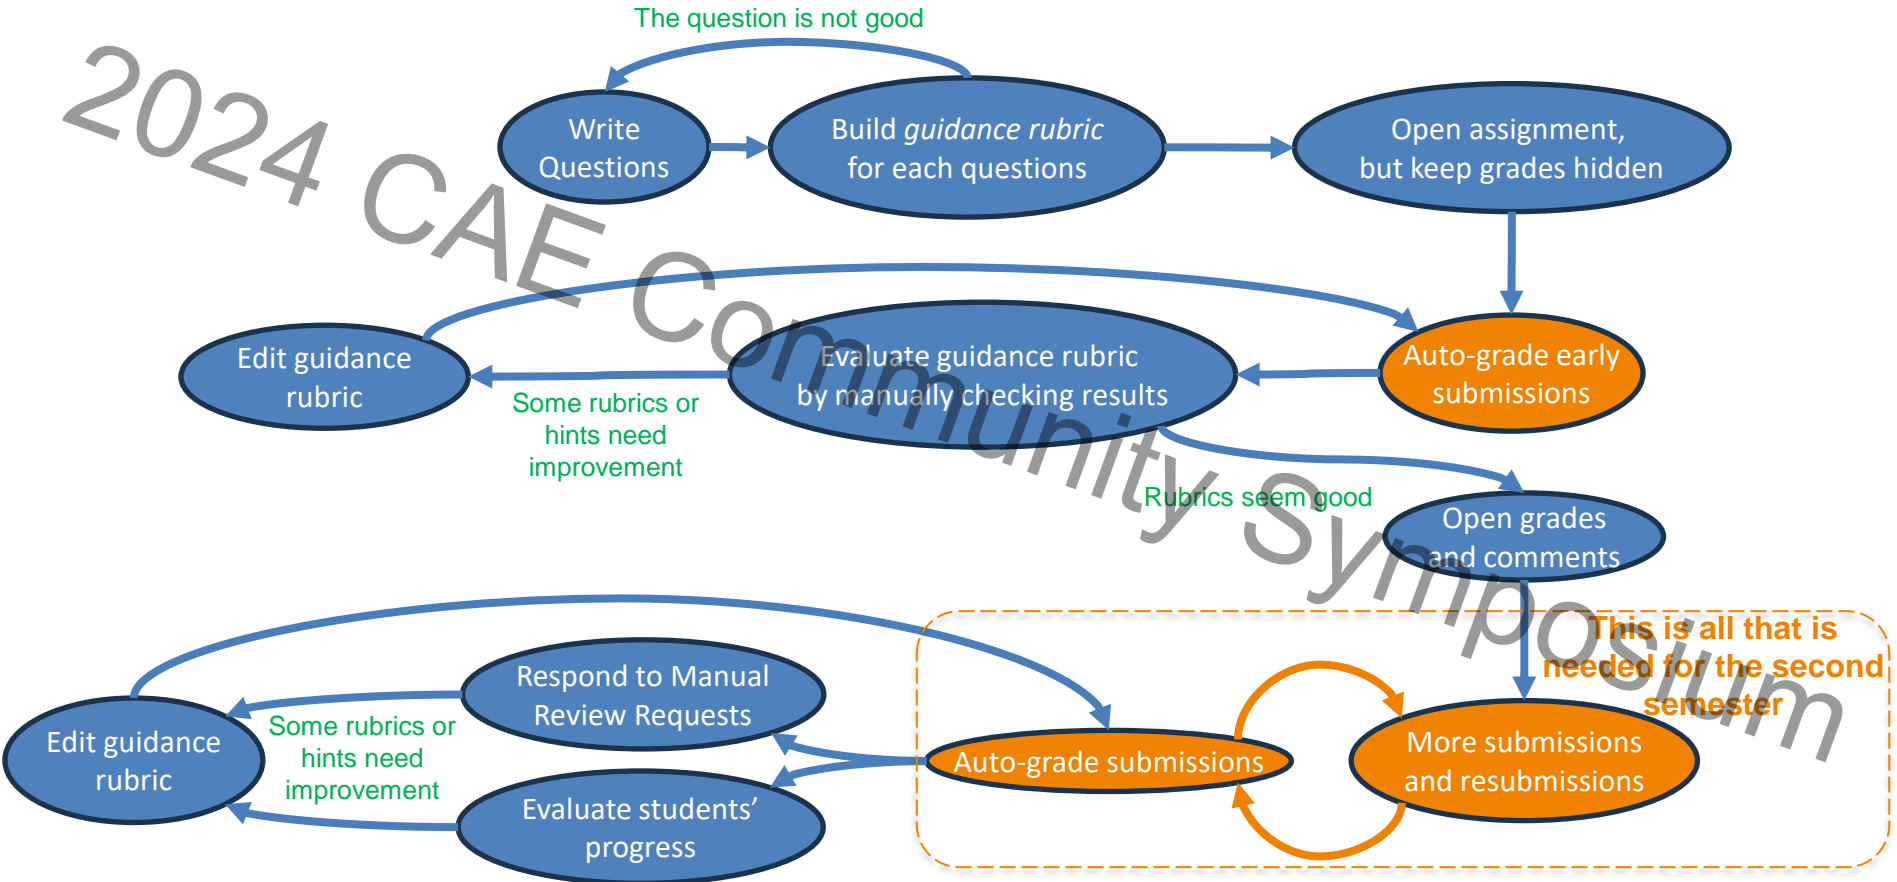 The question is not good
Write
Questions
Build guidance rubric
for each questions
Open assignment,
but keep grades hidden
2024 CAE Community Symposium
Edit guidance
rubric
Some rubrics or
hints need
improvement
Evaluate guidance rubric
by manually checking results
Auto-grade early
submissions
Rubrics seem good
Open grades
and comments
This is all that is
needed for the second
semester
Edit guidance
rubric
Some rubrics or
hints need
improvement
Respond to Manual
Review Requests
Evaluate students’
progress
Auto-grade submissions
More submissions
and resubmissions